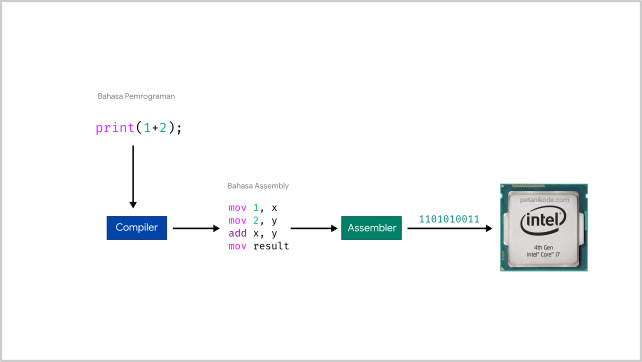 Bahasa Pemrograman
print(1+2);
Compiler
Bahasa Assembly
mov 1, x
mov 2, y
add x, y
mov result
Assembler
1101010011
petanikode.com
intel
4th Gen
Intel® Core™ i7